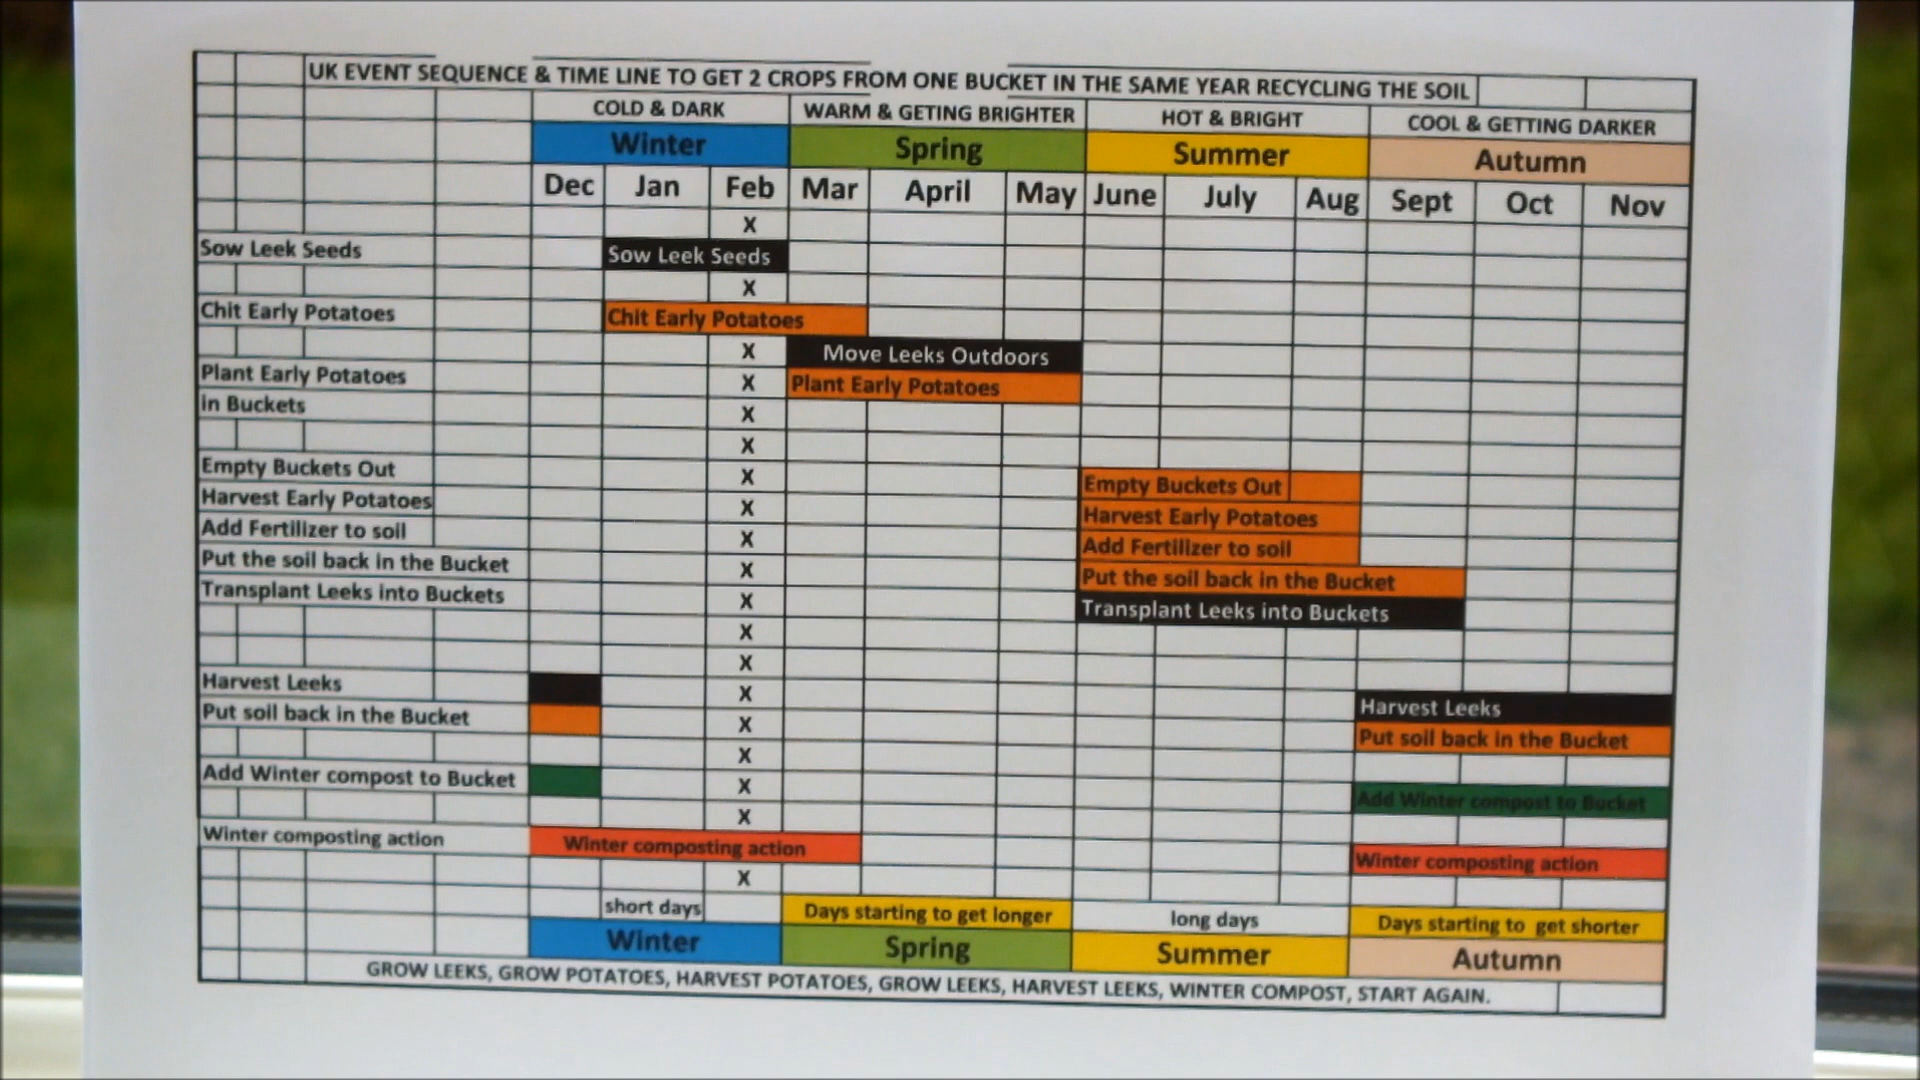 UK EVENT SEQUENCE & TIME LINE TO GET 2 CROPS FROM ONE BUCKET IN THE SAME YEAR RECYCLING THE SOIL
COLD & DARK WARM & GETING BRIGHTER HOT & BRIGHT COOL & GETTING DARKER
Winter Spring Summer Autumn
Dec Jan Feb Mar April May June July Aug Sept Oct Nov
X
Sow Leek Seeds Sow Leek Seeds
X
Chit Early Potatoes Chit Early Potatoes
X Move Leeks Outdoors
Plant Early Potatoes X Plant Early Potatoes
in Buckets X
X
Empty Buckets Out X Empty Buckets Out
Harvest Early Potatoes X Harvest Early Potatoes
Add Fertilizer to soil X Add Fertilizer to soil
Put the soil back in the Bucket X Put the soil back in the Bucket
Transplant Leeks into Buckets X Transplant Leeks into Buckets
X
X
Harvest Leeks X Harvest Leeks
Put soil back in the Bucket X Put soil back in the Bucket
X
Add Winter compost to Bucket X Add Winter compost to Bucket
X
Winter composting action Winter composting action Winter composting action
X
short days Days starting to get longer long days Days starting to get shorter
Winter Spring Summer Autumn
GROW LEEKS, GROW POTATOES, HARVEST POTATOES, GROW LEEKS, HARVEST LEEKS, WINTER COMPOST, START AGAIN.